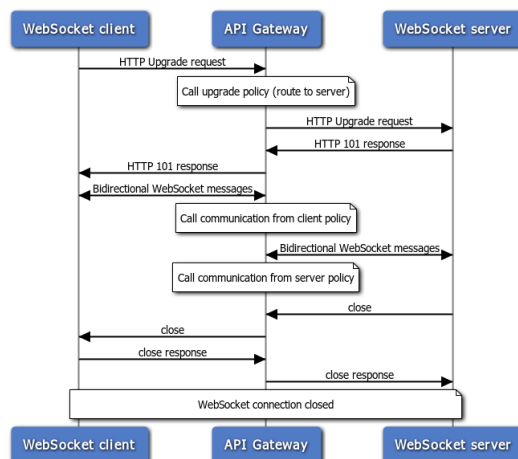 WebSocket client
API Gateway
WebSocket server
HTTP Upgrade request
Call upgrade policy (route to server)
HTTP Upgrade request
HTTP 101 response
HTTP 101 response
Bidirectional WebSocket messages
Call communication from client policy
Bidirectional WebSocket messages
Call communication from server policy
close
close
close response
close response
WebSocket connection closed
WebSocket client
API Gateway
WebSocket server